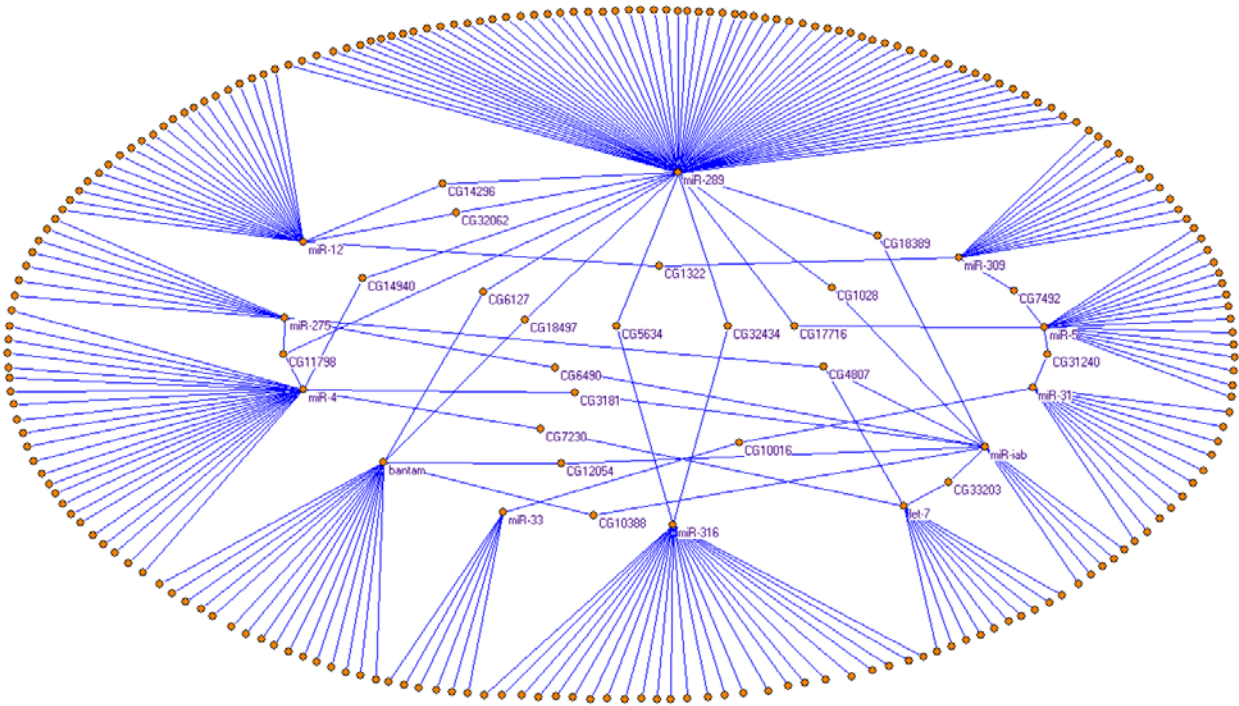 miR-289
CG14296
CG32062
CG18389
miR-12
miR-309
CG1322
CG14940
CG6127
CG1028
CG7492
CG18497
miR-275
CG5634
CG32434
CG17716
miR-5
CG11798
CG31240
CG6490
CG4807
miR-4
CG3181
miR-31
CG7230
CG10016
miR-iab
bantam
CG12054
CG33203
miR-33
CG10388
let-7
miR-316